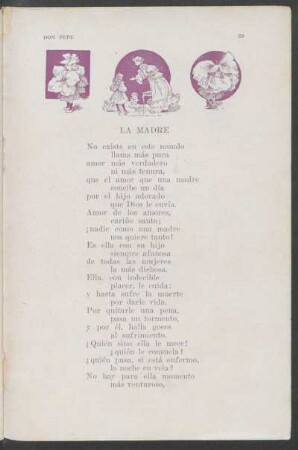 DON PEPE
LA MADRE
No existe en este mundo
llama más pura
amor más verdadero
ni más ternura,
que el amor que una madre
concibe un día
por el hijo adorado
que Dios le envía.
Amor de los amores,
cariño santo;
¡nadie como una madre
nos quiere tanto!
Es ella con su hijo
siempre afanosa
de todas las mujeres
la más dichosa.
Ella, con indecible
placer, le cuida;
y hasta sufre la muerte
por darle vida.
Por quitarle una pena,
pasa un tormento,
y por él, halla goces
al sufrimiento.
¡Quién sino ella le mece!
¡quién le consuela!
¡quién pasa, si está enfermo,
la noche en vela!
No hay para ella momento
más venturoso,